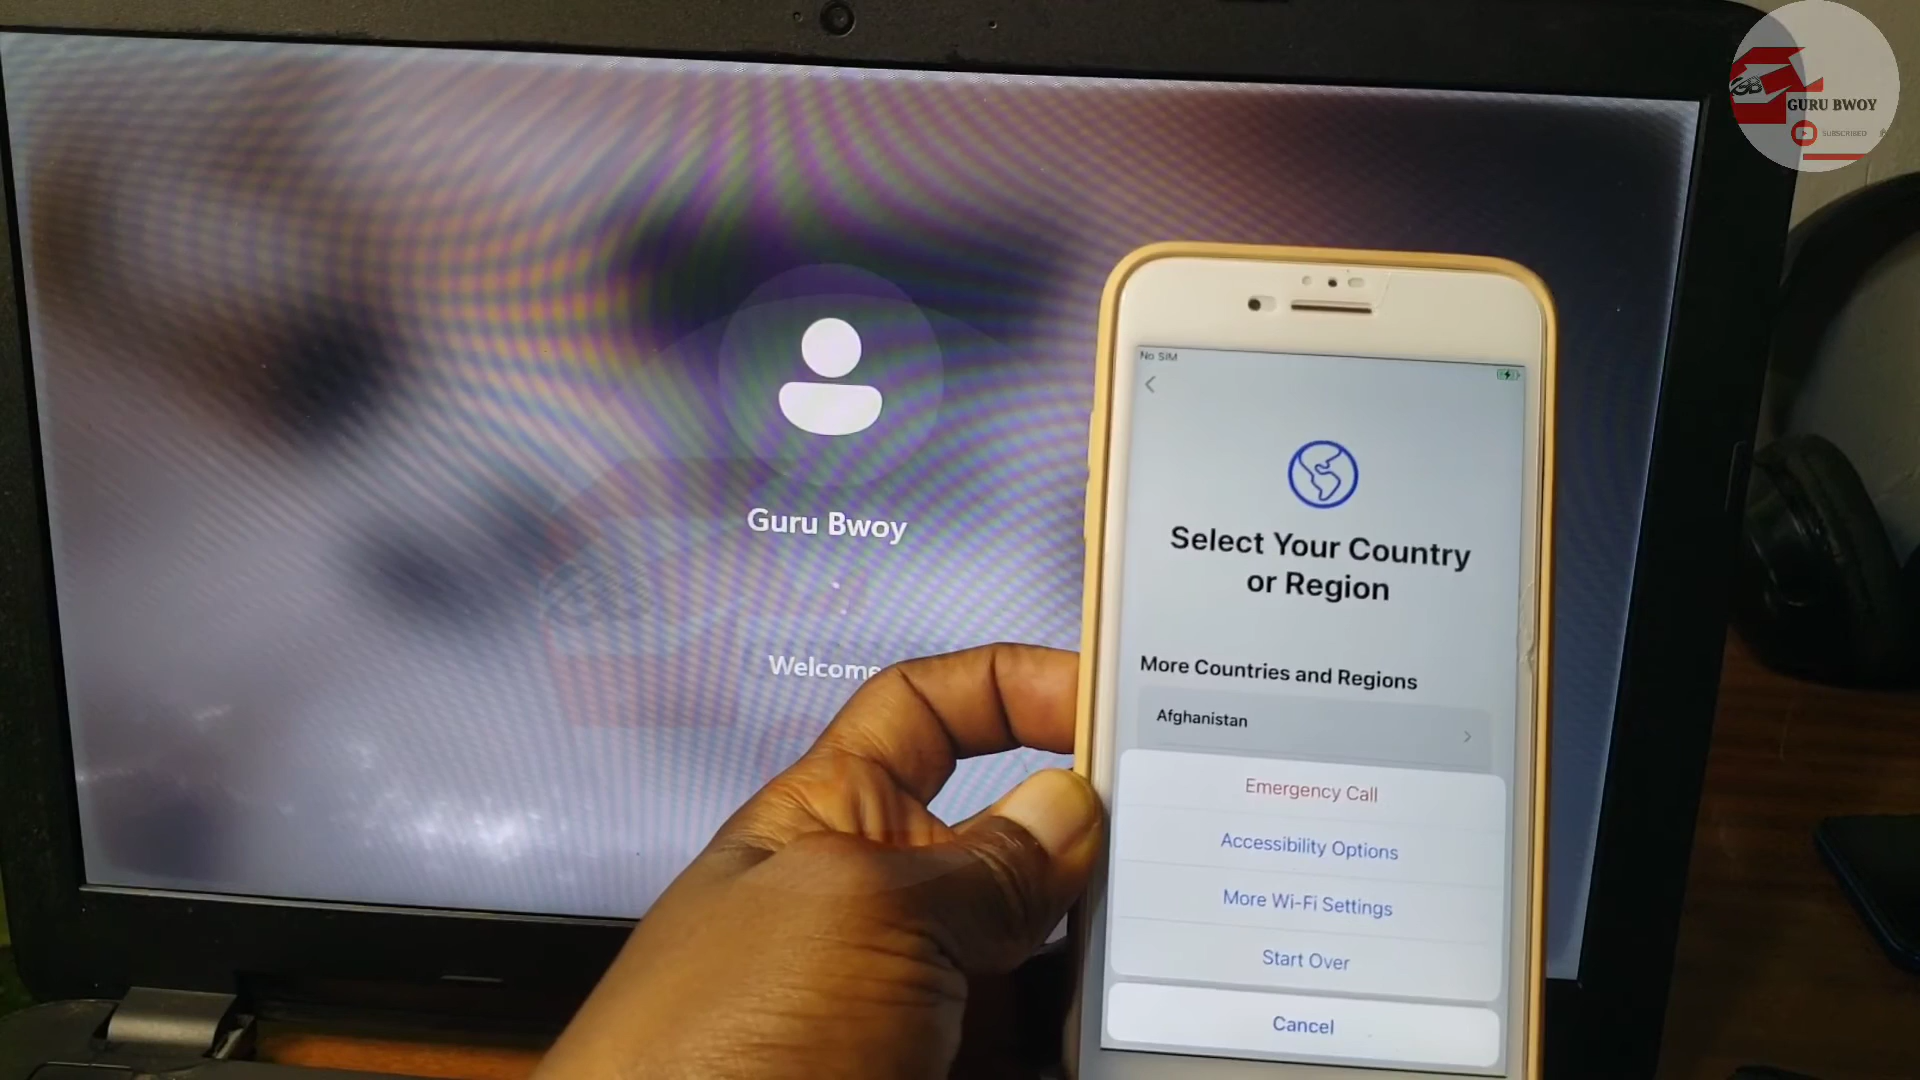 GURU BWOY
SUBSCRIBED
Guru Bwoy
Welcome
No SIM
Select Your Country
or Region
More Countries and Regions
Afghanistan
Emergency Call
Accessibility Options
More Wi-Fi Settings
Start Over
Cancel